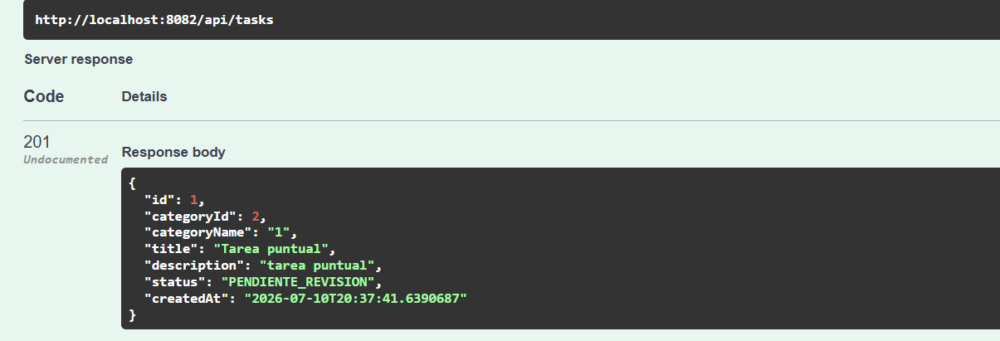 http://localhost:8082/api/tasks
Server response
Code Details
201
Undocumented
Response body
{
"id": 1,
"categoryId": 2,
"categoryName": "1",
"title": "Tarea puntual",
"description": "tarea puntual",
"status": "PENDIENTE_REVISION",
"createdAt": "2026-07-10T20:37:41.6390687"
}